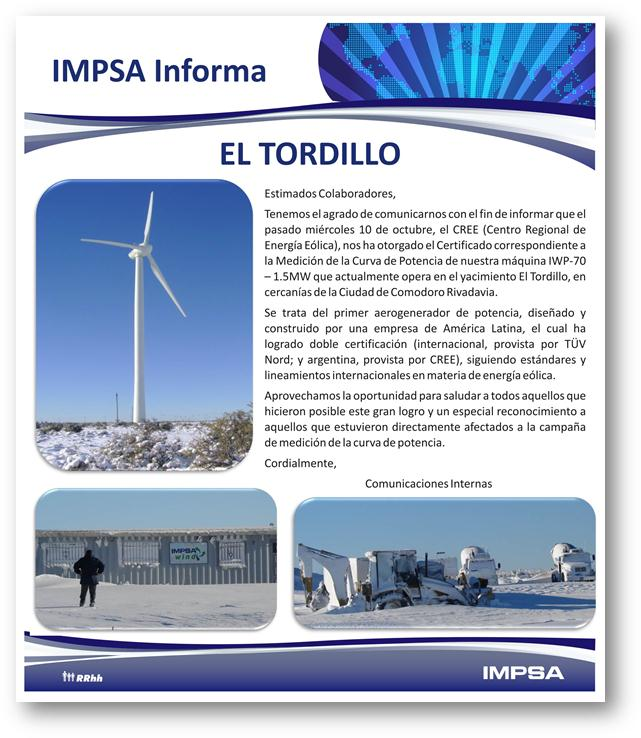 IMPSA Informa
EL TORDILLO
Estimados Colaboradores,
Tenemos el agrado de comunicarnos con el fin de informar que el
pasado miércoles 10 de octubre, el CREE (Centro Regional de
Energía Eólica), nos ha otorgado el Certificado correspondiente a
la Medición de la Curva de Potencia de nuestra máquina IWP-70
– 1.5MW que actualmente opera en el yacimiento El Tordillo, en
cercanías de la Ciudad de Comodoro Rivadavia.
Se trata del primer aerogenerador de potencia, diseñado y
construido por una empresa de América Latina, el cual ha
logrado doble certificación (internacional, provista por TÜV
Nord; y argentina, provista por CREE), siguiendo estándares y
lineamientos internacionales en materia de energía eólica.
Aprovechamos la oportunidad para saludar a todos aquellos que
hicieron posible este gran logro y un especial reconocimiento a
aquellos que estuvieron directamente afectados a la campaña
de medición de la curva de potencia.
Cordialmente,
Comunicaciones Internas
IMPSA
wind
RRhh
IMPSA